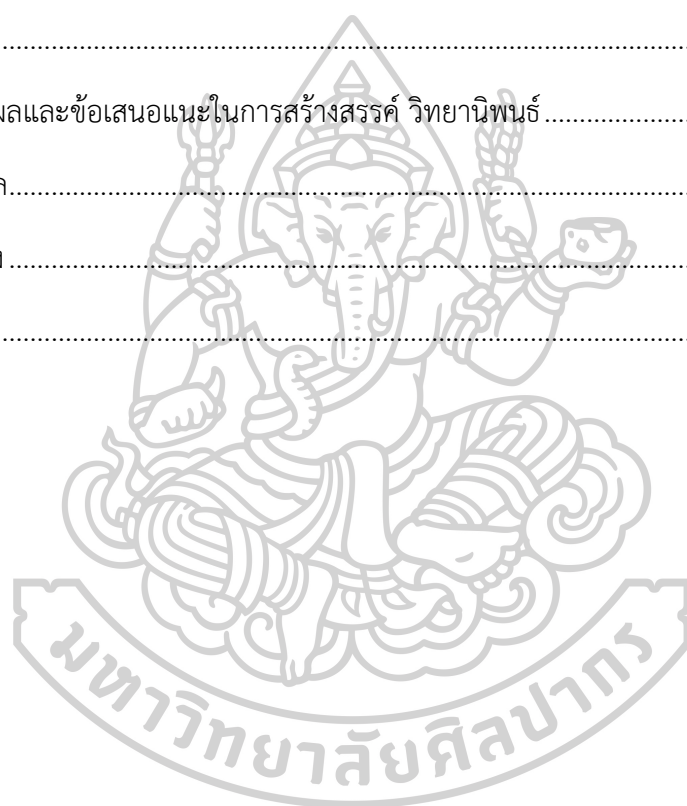 ....................................................................................................
ผลและข้อเสนอแนะในการสร้างสรรค์ วิทยานิพนธ์....................
ล....................................................................................................
....................................................................................................
....................................................................................................
มหาวิทยาลัยศิลปากร